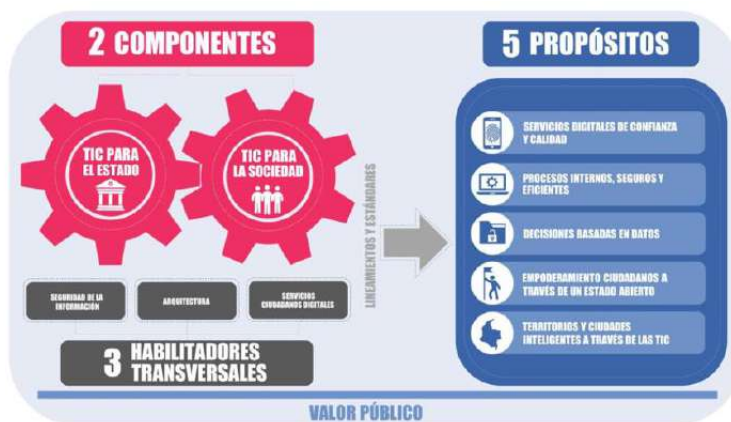 2 COMPONENTES
TIC PARA
EL ESTADO
TIC PARA
LA SOCIEDAD
SEGURIDAD DE LA
INFORMACIÓN
ARQUITECTURA
SERVICIOS
CIUDADANOS DIGITALES
3 HABILITADORES
TRANSVERSALES
LINEAMIENTOS Y ESTÁNDARES
5 PROPÓSITOS
SERVICIOS DIGITALES DE CONFIANZA
Y CALIDAD
PROCESOS INTERNOS, SEGUROS Y
EFICIENTES
DECISIONES BASADAS EN DATOS
EMPODERAMIENTO CIUDADANOS A
TRAVÉS DE UN ESTADO ABIERTO
TERRITORIOS Y CIUDADES
INTELIGENTES A TRAVÉS DE LAS TIC
VALOR PÚBLICO